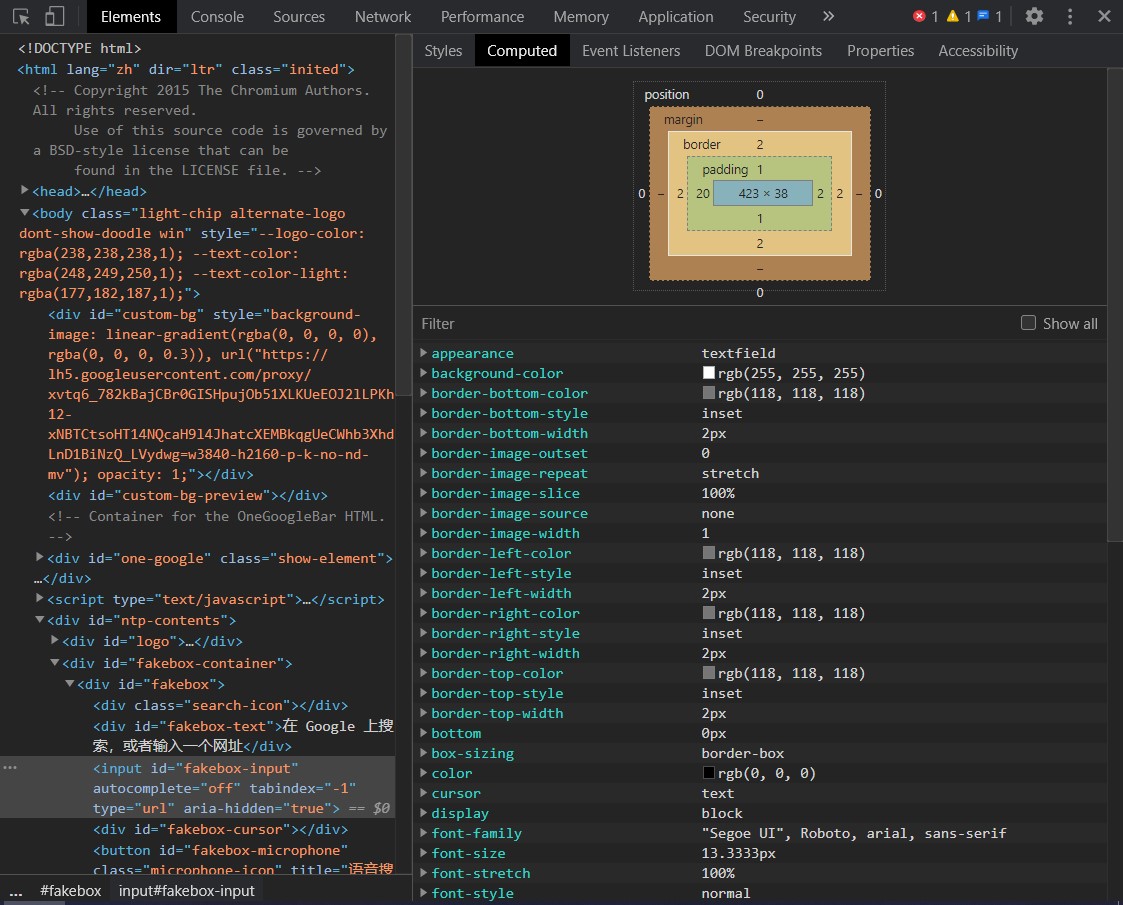 Elements Console Sources Network Performance Memory Application Security » 1 1 1
<!DOCTYPE html>
<html lang="zh" dir="ltr" class="inited">
<!-- Copyright 2015 The Chromium Authors.
All rights reserved.
Use of this source code is governed by
a BSD-style license that can be
found in the LICENSE file. -->
<head>…</head>
<body class="light-chip alternate-logo
dont-show-doodle win" style="--logo-color:
rgba(238,238,238,1); --text-color:
rgba(248,249,250,1); --text-color-light:
rgba(177,182,187,1);">
<div id="custom-bg" style="background-
image: linear-gradient(rgba(0, 0, 0, 0),
rgba(0, 0, 0, 0.3)), url("https://
lh5.googleusercontent.com/proxy/
xvtq6_782kBajCBr0GISHpujOb51XLKUeEOJ2lLPKh
12-
xNBTCtsoHT14NQcaH9l4JhatcXEMBkqgUeCWhb3Xhd
LnD1BiNzQ_LVydwg=w3840-h2160-p-k-no-nd-
mv"); opacity: 1;"></div>
<div id="custom-bg-preview"></div>
<!-- Container for the OneGoogleBar HTML.
-->
<div id="one-google" class="show-element">
…</div>
<script type="text/javascript">…</script>
<div id="ntp-contents">
<div id="logo">…</div>
<div id="fakebox-container">
<div id="fakebox">
<div class="search-icon"></div>
<div id="fakebox-text">在 Google 上搜
索，或者输入一个网址</div>
<input id="fakebox-input"
autocomplete="off" tabindex="-1"
type="url" aria-hidden="true"> == $0
<div id="fakebox-cursor"></div>
<button id="fakebox-microphone"
class="microphone-icon" title="语音搜
... #fakebox input#fakebox-input
Styles Computed Event Listeners DOM Breakpoints Properties Accessibility
position 0
margin –
border 2
padding 1
0 – 2 20 423 × 38 2 2 – 0
1
2
–
0
Filter Show all
appearance textfield
background-color rgb(255, 255, 255)
border-bottom-color rgb(118, 118, 118)
border-bottom-style inset
border-bottom-width 2px
border-image-outset 0
border-image-repeat stretch
border-image-slice 100%
border-image-source none
border-image-width 1
border-left-color rgb(118, 118, 118)
border-left-style inset
border-left-width 2px
border-right-color rgb(118, 118, 118)
border-right-style inset
border-right-width 2px
border-top-color rgb(118, 118, 118)
border-top-style inset
border-top-width 2px
bottom 0px
box-sizing border-box
color rgb(0, 0, 0)
cursor text
display block
font-family "Segoe UI", Roboto, arial, sans-serif
font-size 13.3333px
font-stretch 100%
font-style normal